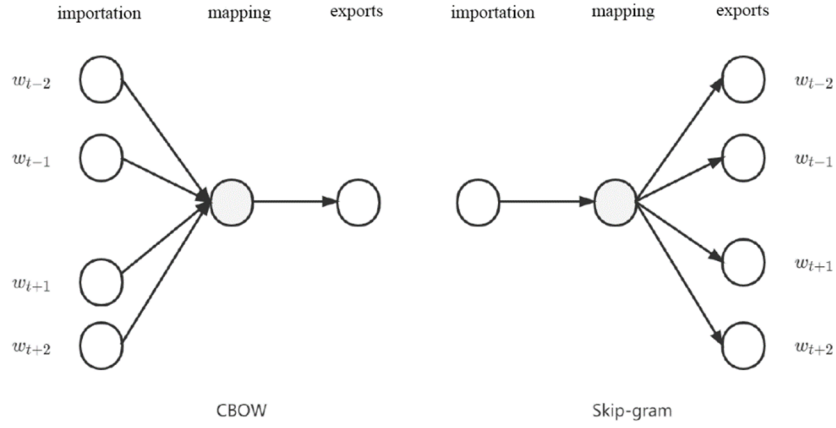 importation mapping exports importation mapping exports
w_{t-2} w_{t-2}
w_{t-1} w_{t-1}
w_{t+1} w_{t+1}
w_{t+2} w_{t+2}
CBOW Skip-gram